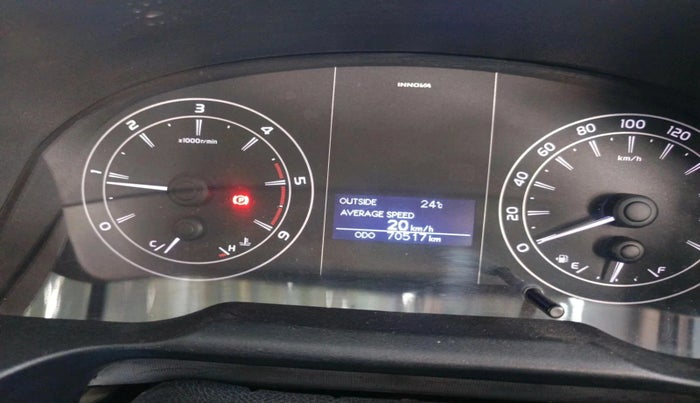 INNOVA
0 1 2 3 4 5 6
x1000r/min
C H
OUTSIDE 24°c
AVERAGE SPEED
20 km/h
ODO 70517 km
0 20 40 60 80 100 120
km/h
E F